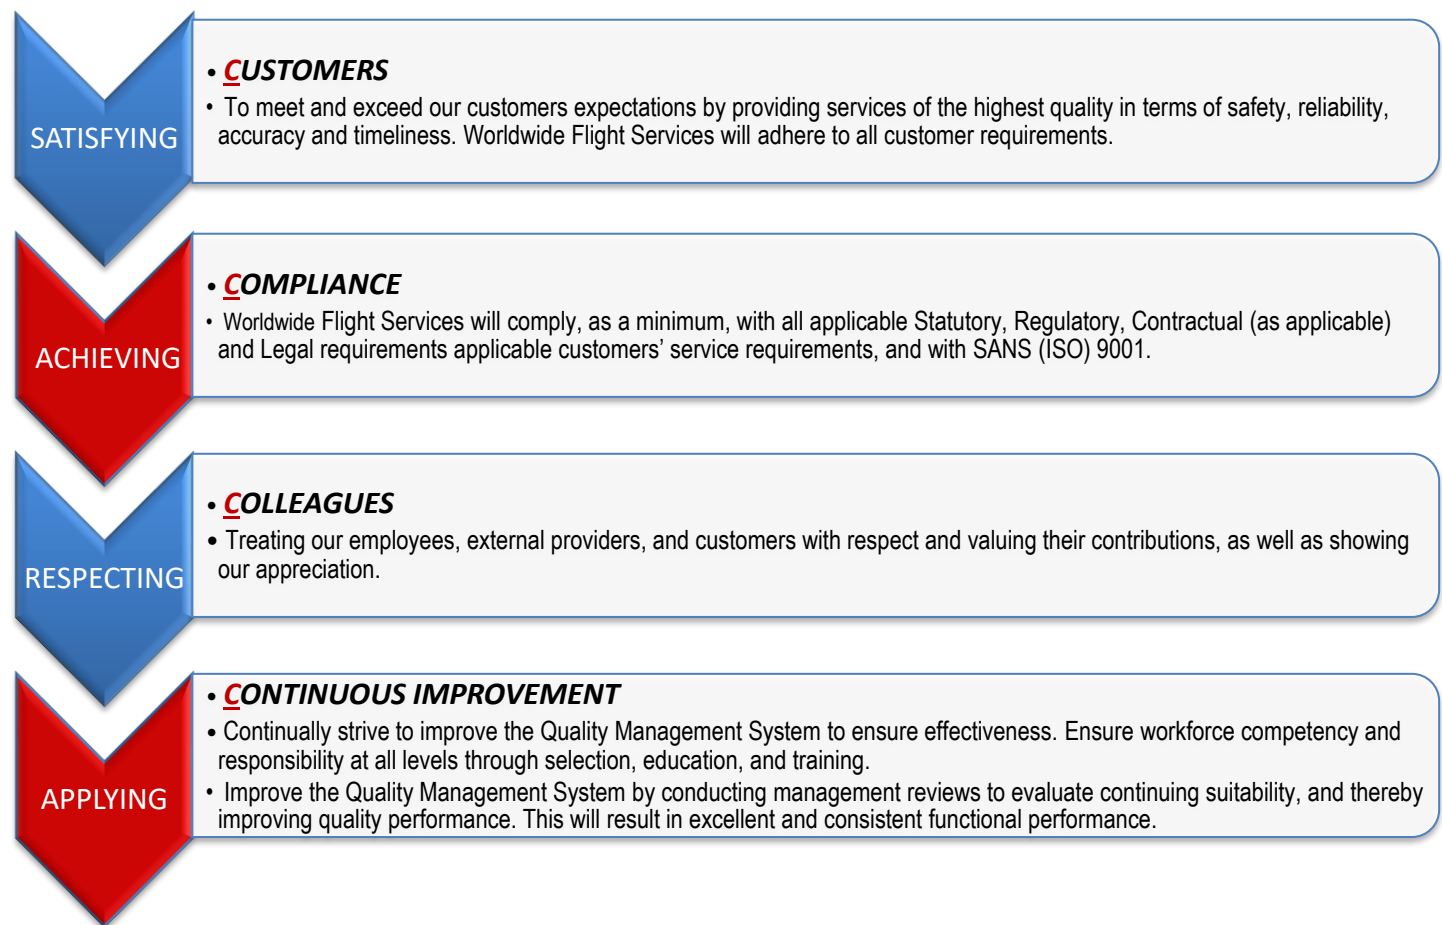 SATISFYING
• CUSTOMERS
• To meet and exceed our customers expectations by providing services of the highest quality in terms of safety, reliability,
accuracy and timeliness. Worldwide Flight Services will adhere to all customer requirements.
ACHIEVING
• COMPLIANCE
• Worldwide Flight Services will comply, as a minimum, with all applicable Statutory, Regulatory, Contractual (as applicable)
and Legal requirements applicable customers’ service requirements, and with SANS (ISO) 9001.
RESPECTING
• COLLEAGUES
• Treating our employees, external providers, and customers with respect and valuing their contributions, as well as showing
our appreciation.
APPLYING
• CONTINUOUS IMPROVEMENT
• Continually strive to improve the Quality Management System to ensure effectiveness. Ensure workforce competency and
responsibility at all levels through selection, education, and training.
• Improve the Quality Management System by conducting management reviews to evaluate continuing suitability, and thereby
improving quality performance. This will result in excellent and consistent functional performance.